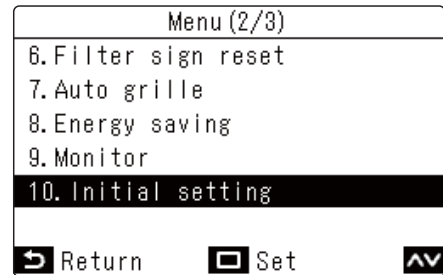 Menu(2/3)
6.Filter sign reset
7.Auto grille
8.Energy saving
9.Monitor
10.Initial setting
Return Set